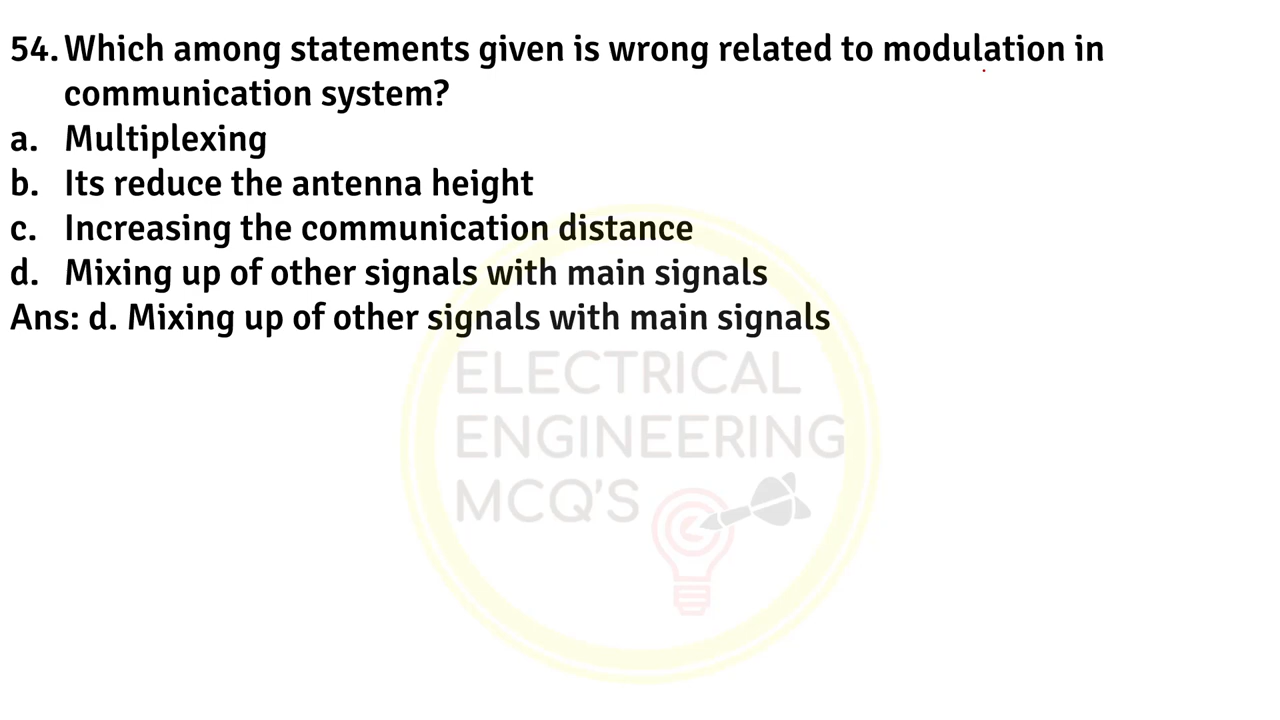 54. Which among statements given is wrong related to modulation in
communication system?
a. Multiplexing
b. Its reduce the antenna height
c. Increasing the communication distance
d. Mixing up of other signals with main signals
Ans: d. Mixing up of other signals with main signals
ELECTRICAL
ENGINEERING
MCQ'S